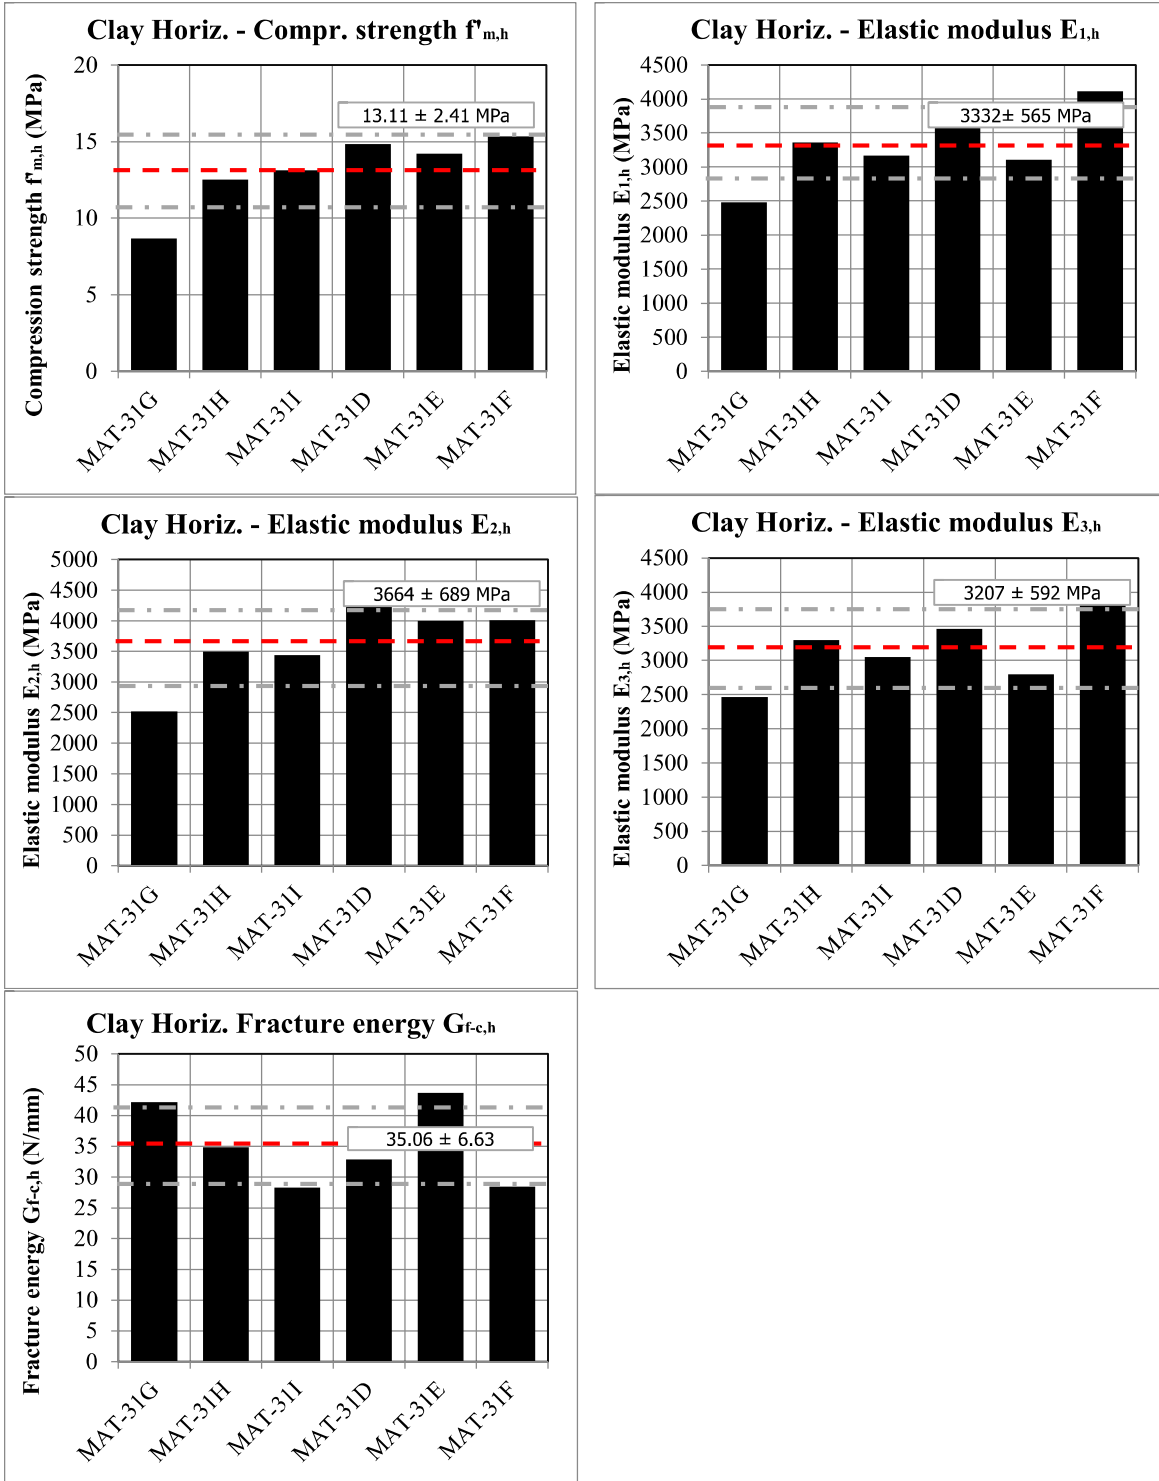 Clay Horiz. - Compr. strength f'm,h
Compression strength f'm,h (MPa)
20
15
10
5
0
13.11 ± 2.41 MPa
MAT-31G
MAT-31H
MAT-31I
MAT-31D
MAT-31E
MAT-31F
Clay Horiz. - Elastic modulus E1,h
Elastic modulus E1,h (MPa)
4500
4000
3500
3000
2500
2000
1500
1000
500
0
3332± 565 MPa
MAT-31G
MAT-31H
MAT-31I
MAT-31D
MAT-31E
MAT-31F
Clay Horiz. - Elastic modulus E2,h
Elastic modulus E2,h (MPa)
5000
4500
4000
3500
3000
2500
2000
1500
1000
500
0
3664 ± 689 MPa
MAT-31G
MAT-31H
MAT-31I
MAT-31D
MAT-31E
MAT-31F
Clay Horiz. - Elastic modulus E3,h
Elastic modulus E3,h (MPa)
4500
4000
3500
3000
2500
2000
1500
1000
500
0
3207 ± 592 MPa
MAT-31G
MAT-31H
MAT-31I
MAT-31D
MAT-31E
MAT-31F
Clay Horiz. Fracture energy Gf-c,h
Fracture energy Gf-c,h (N/mm)
50
45
40
35
30
25
20
15
10
5
0
35.06 ± 6.63
MAT-31G
MAT-31H
MAT-31I
MAT-31D
MAT-31E
MAT-31F